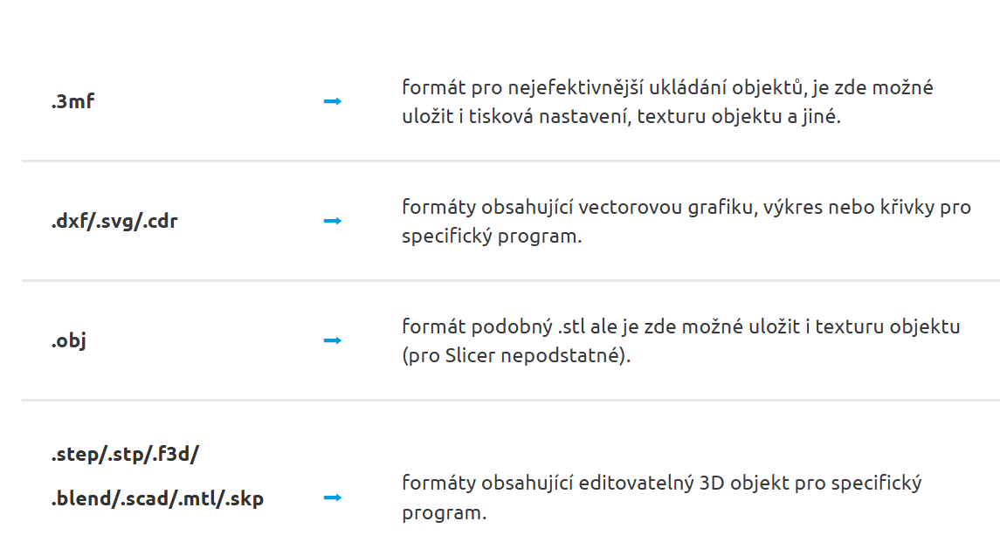 .3mf
formát pro nejefektivnější ukládání objektů, je zde možné
uložit i tisková nastavení, texturu objektu a jiné.
.dxf/.svg/.cdr
formáty obsahující vectorovou grafiku, výkres nebo křivky pro
specifický program.
.obj
formát podobný .stl ale je zde možné uložit i texturu objektu
(pro Slicer nepodstatné).
.step/.stp/.f3d/
.blend/.scad/.mtl/.skp
formáty obsahující editovatelný 3D objekt pro specifický
program.